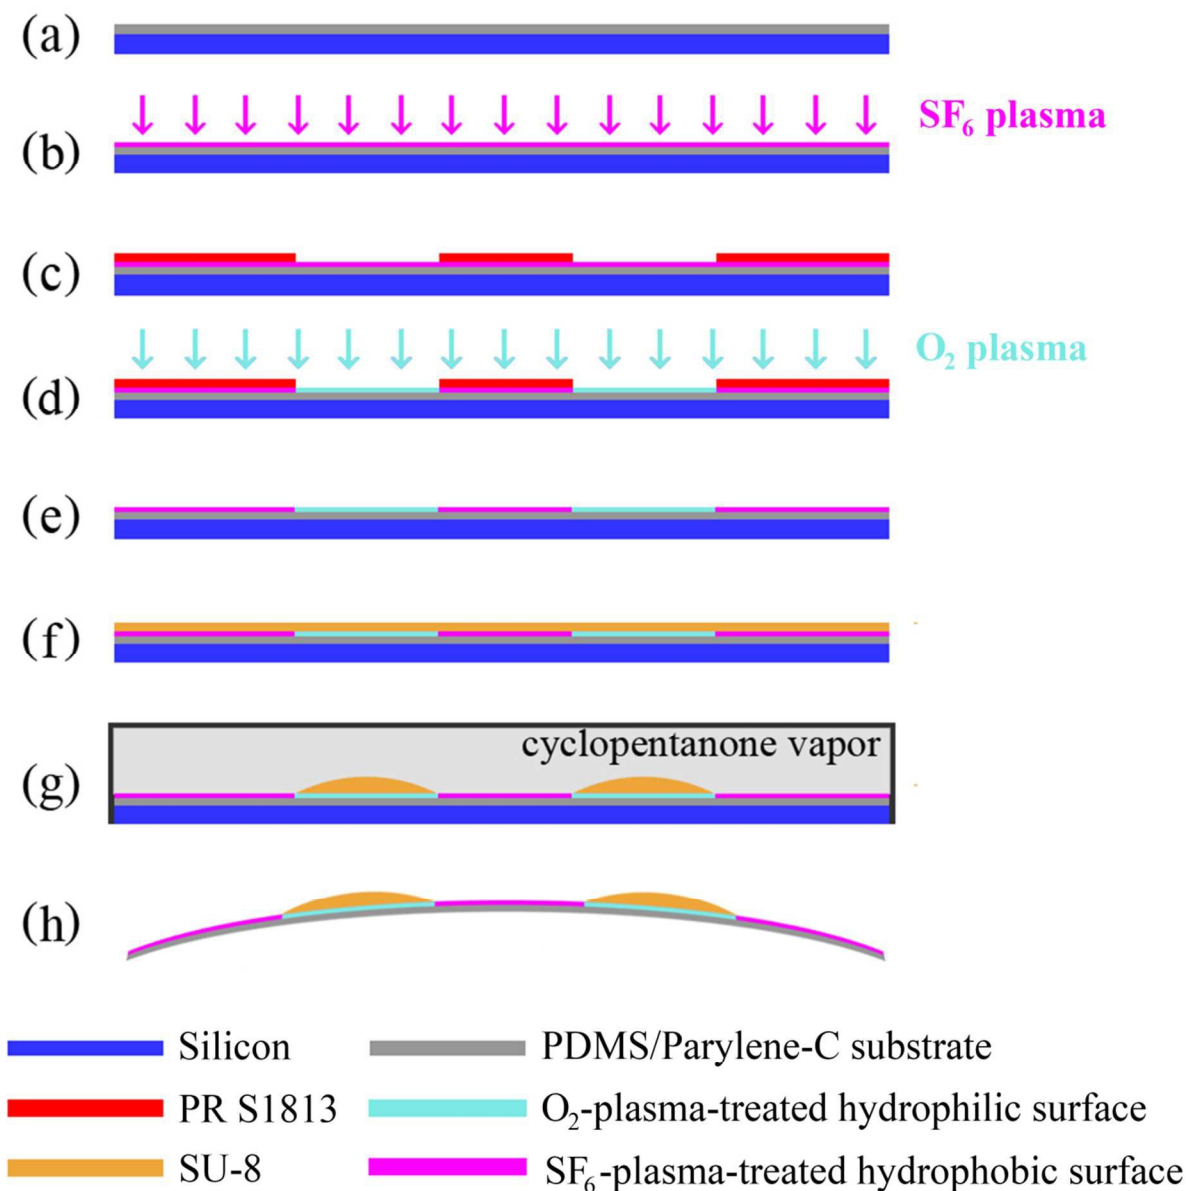 (a)
SF₆ plasma
(b)
(c)
O₂ plasma
(d)
(e)
(f)
cyclopentanone vapor
(g)
(h)
Silicon
PDMS/Parylene-C substrate
PR S1813
O₂-plasma-treated hydrophilic surface
SU-8
SF₆-plasma-treated hydrophobic surface